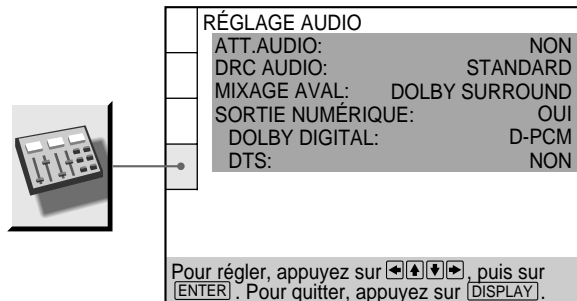 RÉGLAGE AUDIO
ATT.AUDIO: NON
DRC AUDIO: STANDARD
MIXAGE AVAL: DOLBY SURROUND
SORTIE NUMÉRIQUE: OUI
DOLBY DIGITAL: D-PCM
DTS: NON
Pour régler, appuyez sur ←↑↓→, puis sur
ENTER. Pour quitter, appuyez sur DISPLAY.